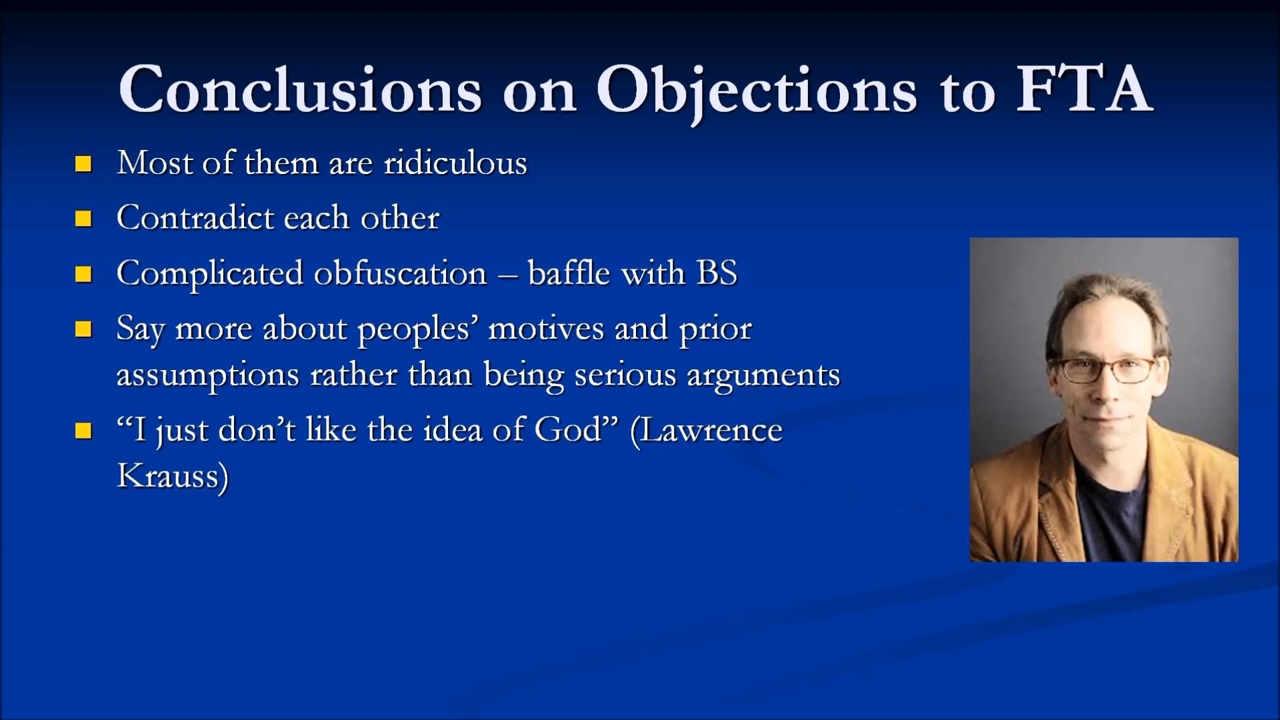 Conclusions on Objections to FTA
Most of them are ridiculous
Contradict each other
Complicated obfuscation – baffle with BS
Say more about peoples’ motives and prior
assumptions rather than being serious arguments
“I just don’t like the idea of God” (Lawrence
Krauss)